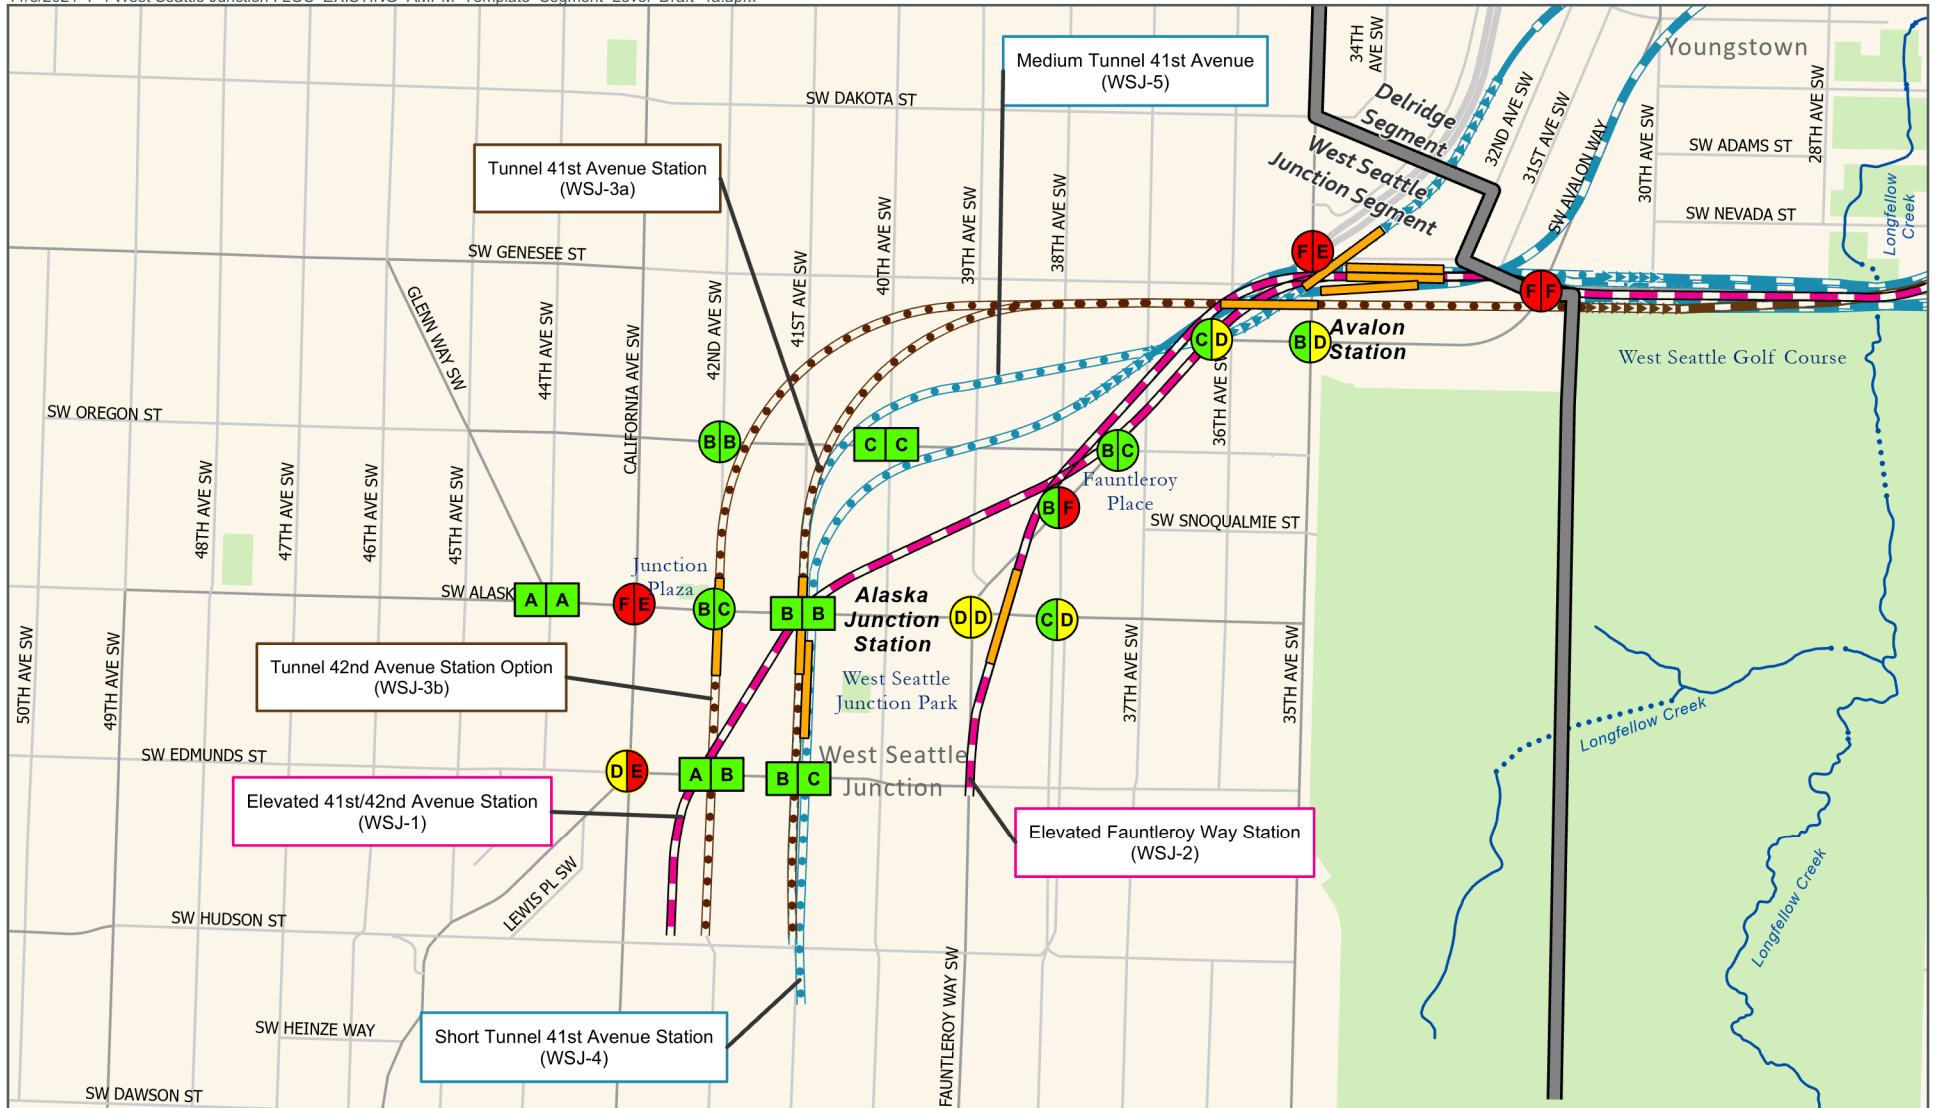 Medium Tunnel 41st Avenue
(WSJ-5)
34TH
AVE SW
Youngstown
Delridge
Segment
West Seattle
Junction Segment
32ND AVE SW
31ST AVE SW
SW AVALON WAY
30TH AVE SW
28TH AVE SW
SW ADAMS ST
SW NEVADA ST
Longfellow
Creek
SW DAKOTA ST
Tunnel 41st Avenue Station
(WSJ-3a)
SW GENESEE ST
GLENN WAY SW
44TH AVE SW
CALIFORNIA AVE SW
42ND AVE SW
41ST AVE SW
40TH AVE SW
39TH AVE SW
38TH AVE SW
F E
F F
C D
B D
Avalon
Station
West Seattle Golf Course
36TH AVE SW
SW OREGON ST
B B
C C
B C
Fauntleroy
Place
B F
SW SNOQUALMIE ST
48TH AVE SW
47TH AVE SW
46TH AVE SW
45TH AVE SW
Junction
Plaza
SW ALASK
A A
F E
B C
B B
Alaska
Junction
Station
D D
C D
50TH AVE SW
49TH AVE SW
37TH AVE SW
35TH AVE SW
Tunnel 42nd Avenue Station Option
(WSJ-3b)
West Seattle
Junction Park
Longfellow Creek
SW EDMUNDS ST
D E
A B
B C
West Seattle
Junction
Elevated 41st/42nd Avenue Station
(WSJ-1)
Elevated Fauntleroy Way Station
(WSJ-2)
LEWIS PL SW
SW HUDSON ST
Longfellow Creek
FAUNTLEROY WAY SW
SW HEINZE WAY
Short Tunnel 41st Avenue Station
(WSJ-4)
SW DAWSON ST